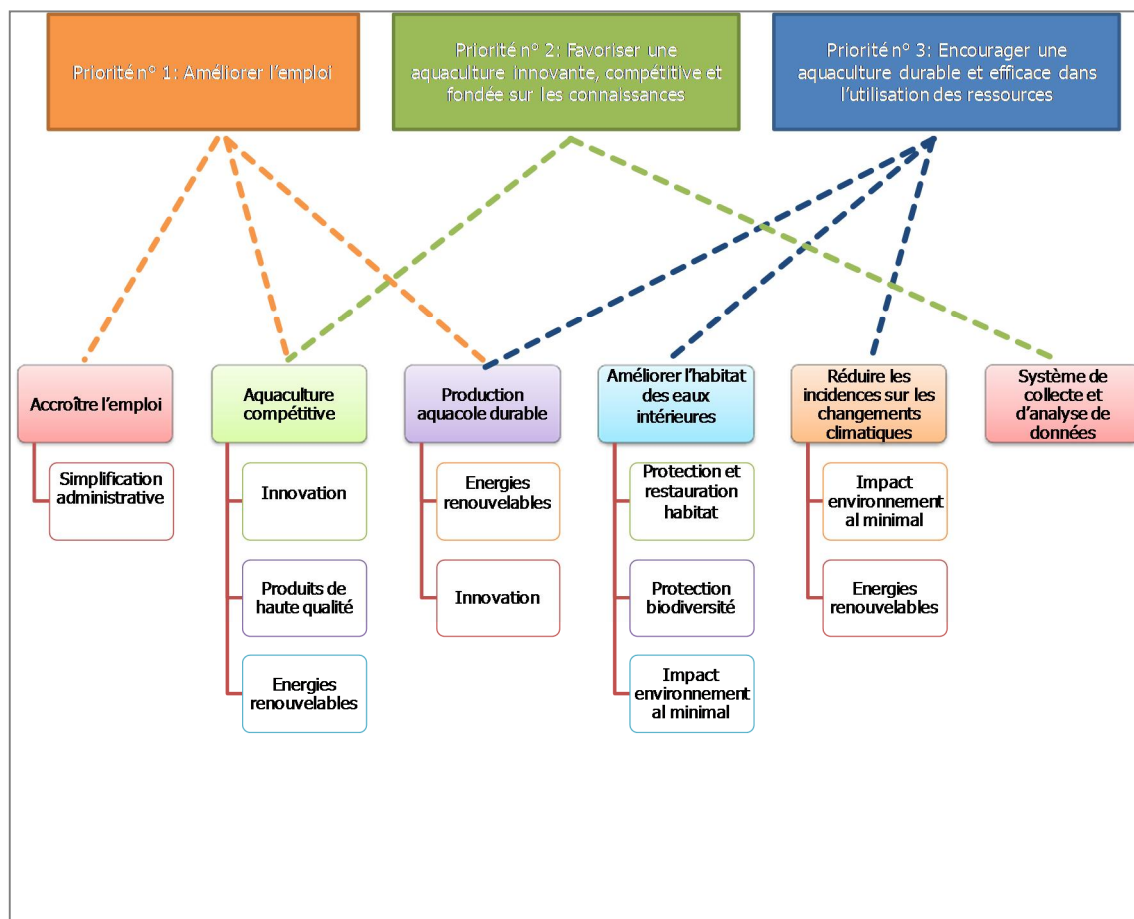 Priorité n° 1: Améliorer l’emploi
Priorité n° 2: Favoriser une
aquaculture innovante, compétitive et
fondée sur les connaissances
Priorité n° 3: Encourager une
aquaculture durable et efficace dans
l’utilisation des ressources
Accroître l’emploi
Simplification
administrative
Aquaculture
compétitive
Innovation
Produits de
haute qualité
Energies
renouvelables
Production
aquacole durable
Energies
renouvelables
Innovation
Améliorer l’habitat
des eaux
intérieures
Protection et
restauration
habitat
Protection
biodiversité
Impact
environnement
al minimal
Réduire les
incidences sur les
changements
climatiques
Impact
environnement
al minimal
Energies
renouvelables
Système de
collecte et
d’analyse de
données